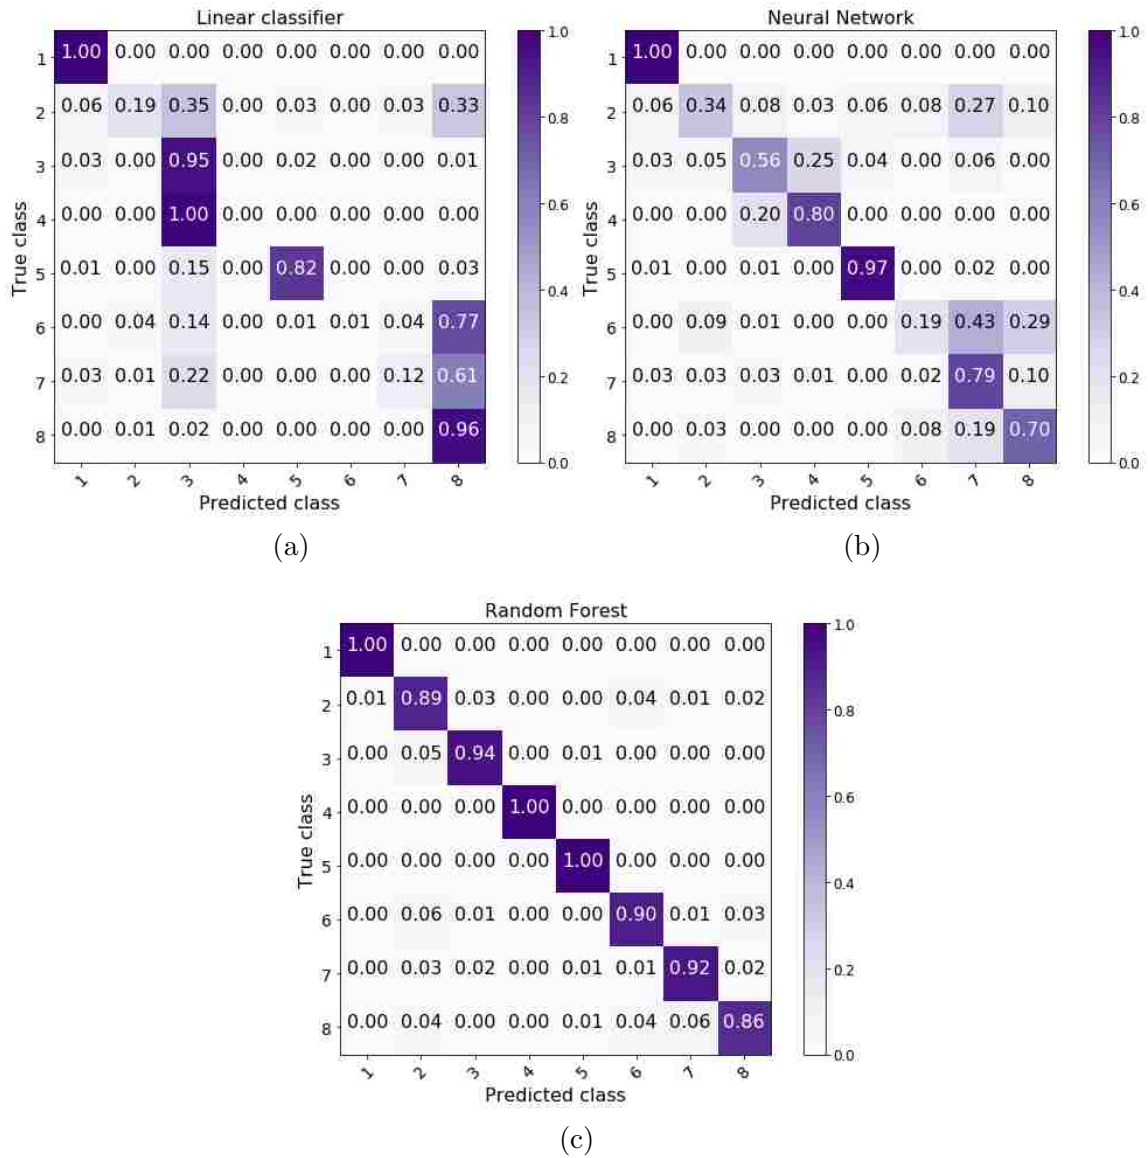 Linear classifier
1.00 0.00 0.00 0.00 0.00 0.00 0.00 0.00
0.06 0.19 0.35 0.00 0.03 0.00 0.03 0.33
0.03 0.00 0.95 0.00 0.02 0.00 0.00 0.01
0.00 0.00 1.00 0.00 0.00 0.00 0.00 0.00
0.01 0.00 0.15 0.00 0.82 0.00 0.00 0.03
0.00 0.04 0.14 0.00 0.01 0.01 0.04 0.77
0.03 0.01 0.22 0.00 0.00 0.00 0.12 0.61
0.00 0.01 0.02 0.00 0.00 0.00 0.00 0.96
1
2
3
4
5
6
7
8
True class
1 2 3 4 5 6 7 8
Predicted class
1.0
0.8
0.6
0.4
0.2
0.0
(a)
Neural Network
1.00 0.00 0.00 0.00 0.00 0.00 0.00 0.00
0.06 0.34 0.08 0.03 0.06 0.08 0.27 0.10
0.03 0.05 0.56 0.25 0.04 0.00 0.06 0.00
0.00 0.00 0.20 0.80 0.00 0.00 0.00 0.00
0.01 0.00 0.01 0.00 0.97 0.00 0.02 0.00
0.00 0.09 0.01 0.00 0.00 0.19 0.43 0.29
0.03 0.03 0.03 0.01 0.00 0.02 0.79 0.10
0.00 0.03 0.00 0.00 0.00 0.08 0.19 0.70
1
2
3
4
5
6
7
8
True class
1 2 3 4 5 6 7 8
Predicted class
1.0
0.8
0.6
0.4
0.2
0.0
(b)
Random Forest
1.00 0.00 0.00 0.00 0.00 0.00 0.00 0.00
0.01 0.89 0.03 0.00 0.00 0.04 0.01 0.02
0.00 0.05 0.94 0.00 0.01 0.00 0.00 0.00
0.00 0.00 0.00 1.00 0.00 0.00 0.00 0.00
0.00 0.00 0.00 0.00 1.00 0.00 0.00 0.00
0.00 0.06 0.01 0.00 0.00 0.90 0.01 0.03
0.00 0.03 0.02 0.00 0.01 0.01 0.92 0.02
0.00 0.04 0.00 0.00 0.01 0.04 0.06 0.86
1
2
3
4
5
6
7
8
True class
1 2 3 4 5 6 7 8
Predicted class
1.0
0.8
0.6
0.4
0.2
0.0
(c)